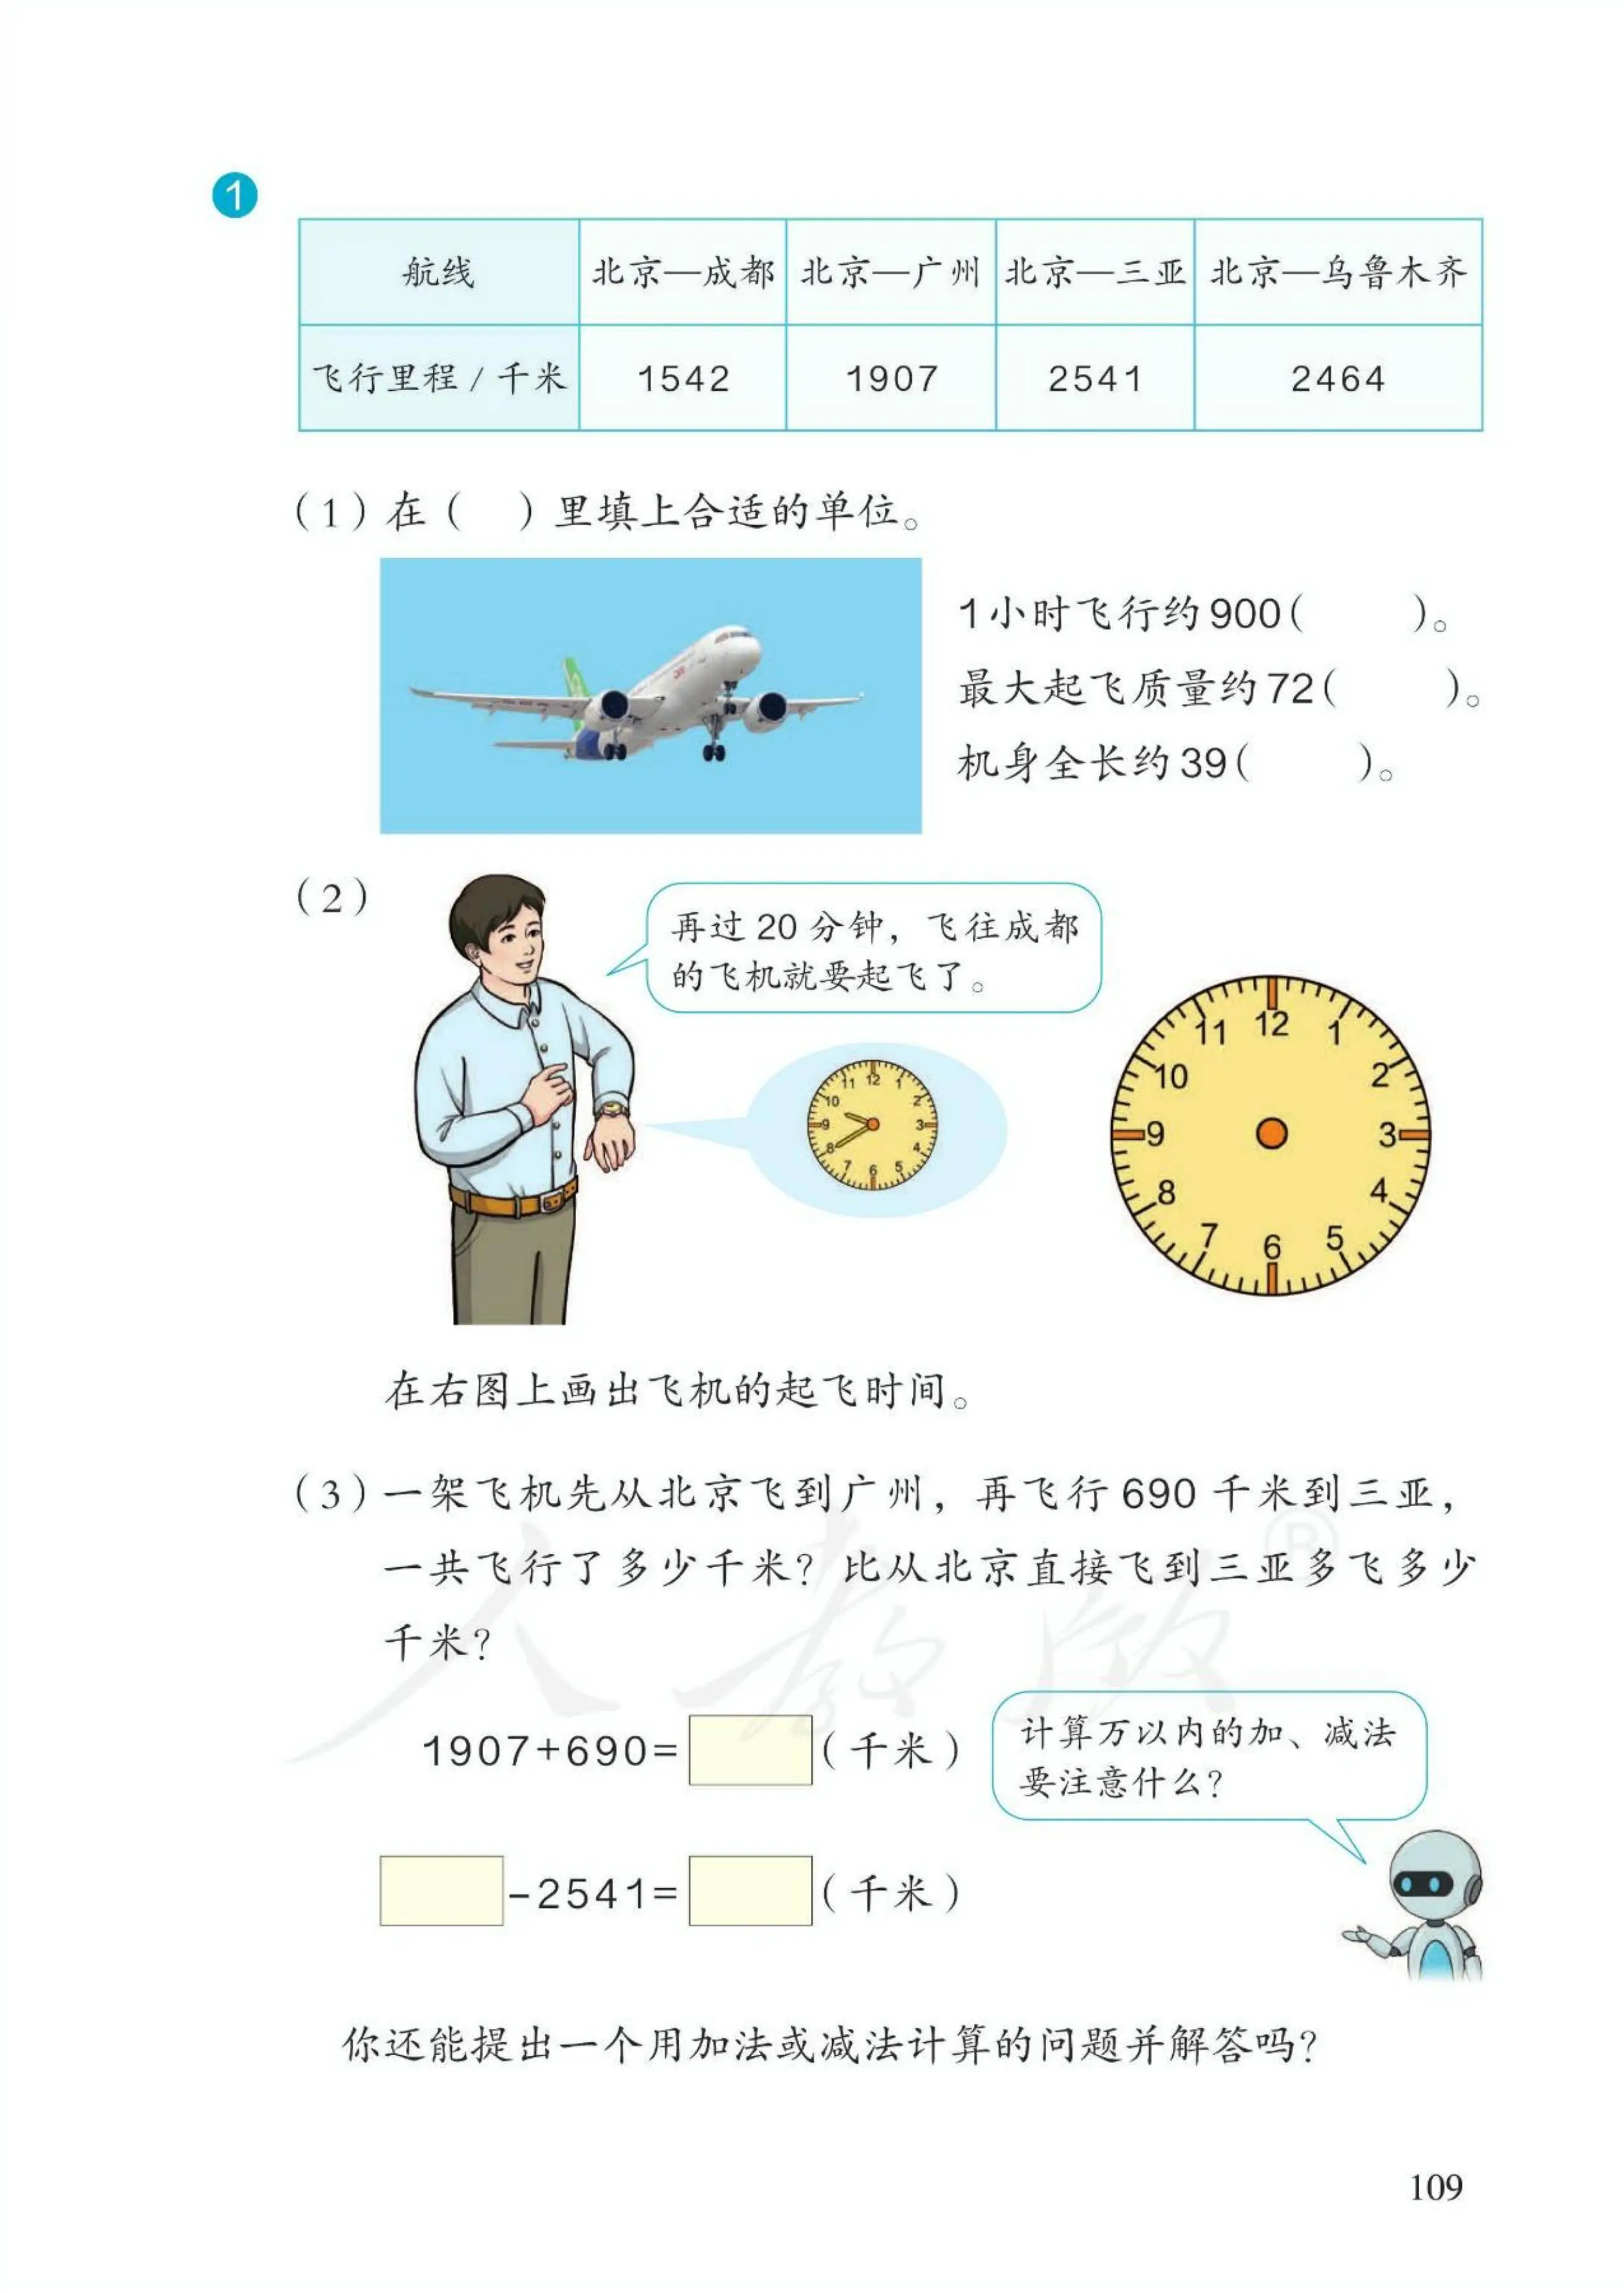 1
航线 北京—成都 北京—广州 北京—三亚 北京—乌鲁木齐
飞行里程/千米 1542 1907 2541 2464
（1）在（ ）里填上合适的单位。
1小时飞行约900( )。
最大起飞质量约72( )。
机身全长约39( )。
（2）
再过 20 分钟，飞往成都
的飞机就要起飞了。
11 12 1
10 2
9 3
8 4
7 6 5
11 12 1
10 2
9 3
8 4
7 6 5
在右图上画出飞机的起飞时间。
（3）一架飞机先从北京飞到广州，再飞行 690 千米到三亚，
一共飞行了多少千米？比从北京直接飞到三亚多飞多少
千米？
人教版®
1907+690= （千米）
计算万以内的加、减法
要注意什么？
-2541= （千米）
你还能提出一个用加法或减法计算的问题并解答吗？
109